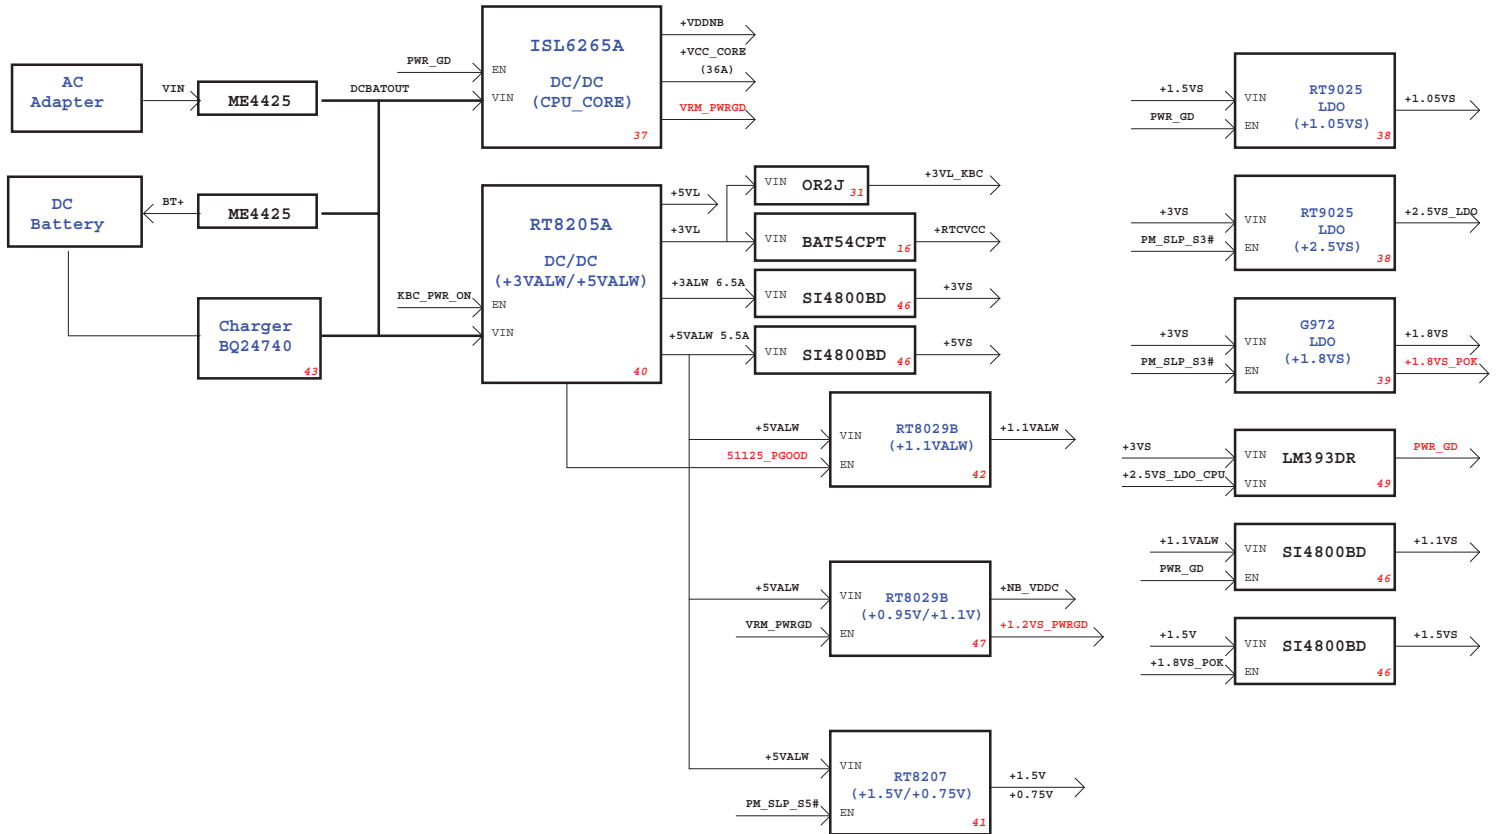 AC
Adapter
VIN
ME4425
DCBATOUT
DC
Battery
BT+
ME4425
Charger
BQ24740
43
PWR_GD
EN
VIN
ISL6265A
DC/DC
(CPU_CORE)
37
+VDDNB
+VCC_CORE
(36A)
VRM_PWRGD
KBC_PWR_ON
EN
VIN
RT8205A
DC/DC
(+3VALW/+5VALW)
40
+5VL
+3VL
+3ALW 6.5A
+5VALW 5.5A
VIN
OR2J
31
+3VL_KBC
VIN
BAT54CPT
16
+RTCVCC
VIN
SI4800BD
46
+3VS
VIN
SI4800BD
46
+5VS
+5VALW
51125_PGOOD
VIN
EN
RT8029B
(+1.1VALW)
42
+1.1VALW
+5VALW
VRM_PWRGD
VIN
EN
RT8029B
(+0.95V/+1.1V)
47
+NB_VDDC
+1.2VS_PWRGD
+5VALW
PM_SLP_S5#
VIN
EN
RT8207
(+1.5V/+0.75V)
41
+1.5V
+0.75V
+1.5VS
PWR_GD
VIN
EN
RT9025
LDO
(+1.05VS)
38
+1.05VS
+3VS
PM_SLP_S3#
VIN
EN
RT9025
LDO
(+2.5VS)
38
+2.5VS_LDO
+3VS
PM_SLP_S3#
VIN
EN
G972
LDO
(+1.8VS)
39
+1.8VS
+1.8VS_POK
+3VS
+2.5VS_LDO_CPU
VIN
VIN
LM393DR
49
PWR_GD
+1.1VALW
PWR_GD
VIN
EN
SI4800BD
46
+1.1VS
+1.5V
+1.8VS_POK
VIN
EN
SI4800BD
46
+1.5VS